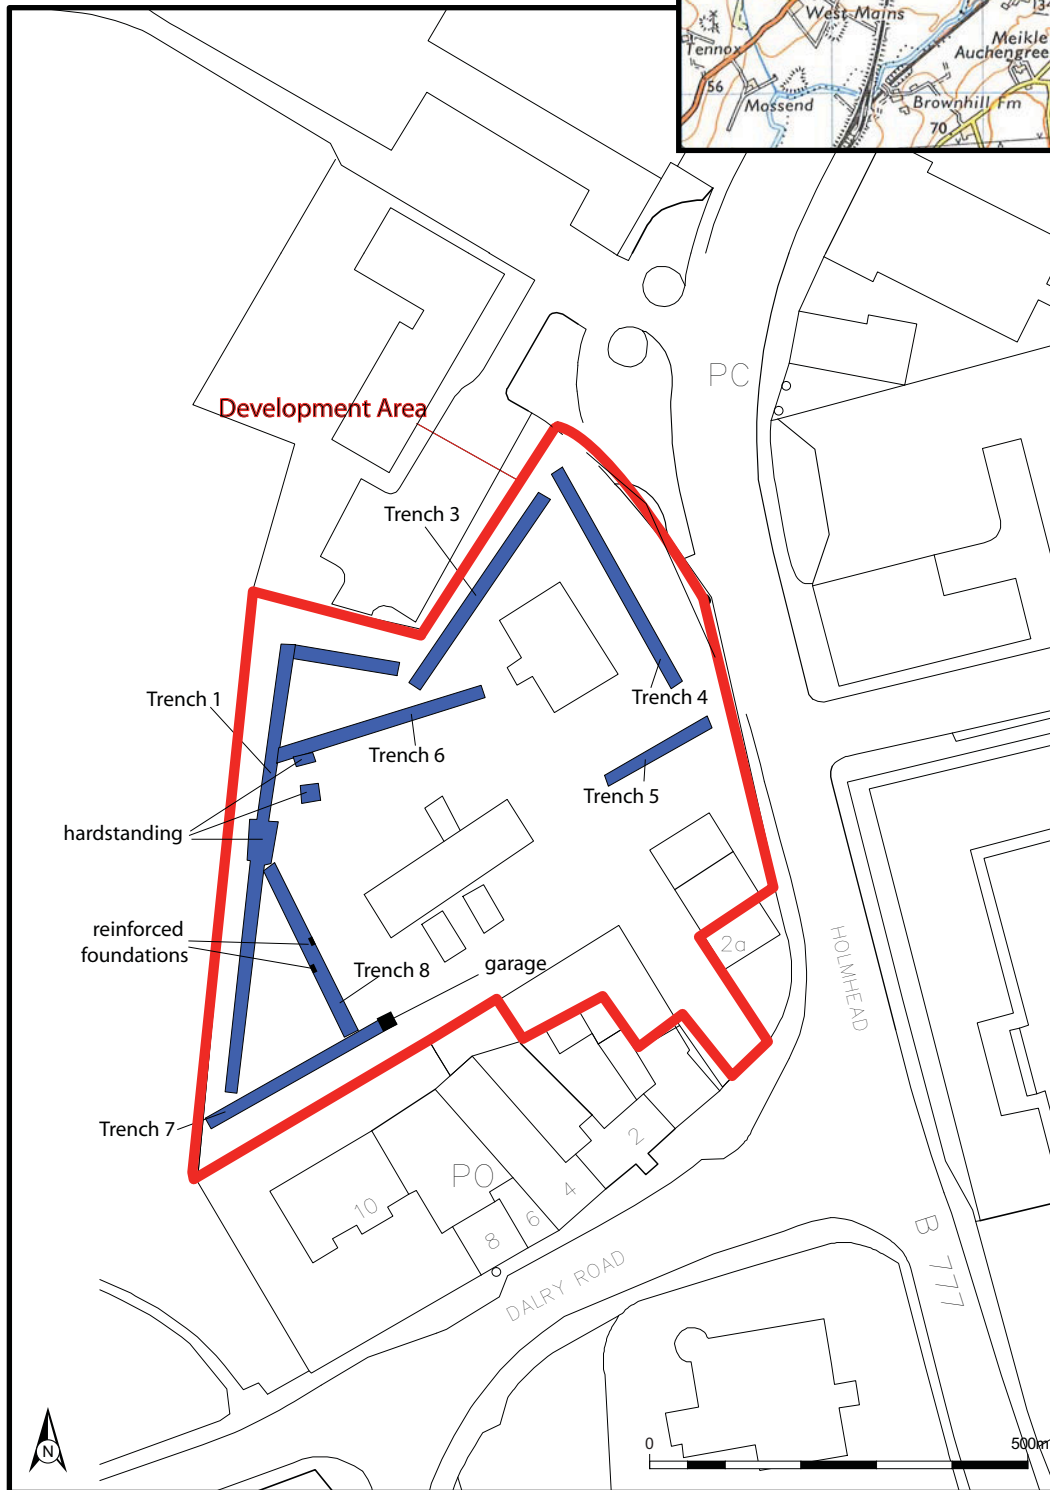 West Mains
134
Tennox
Meikle
Auchengree
56
Mossend
Brownhill Fm
70
PC
Development Area
Trench 3
Trench 1
Trench 4
Trench 6
Trench 5
hardstanding
reinforced
foundations
2a
garage
Trench 8
HOLMHEAD
Trench 7
2
PO
4
10
6
8
B 777
DALRY ROAD
N
0
500m